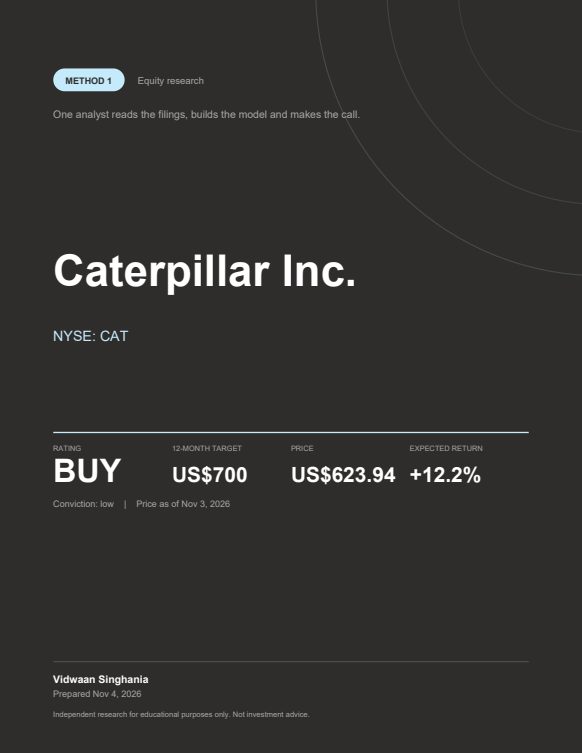 METHOD 1 Equity research
One analyst reads the filings, builds the model and makes the call.
Caterpillar Inc.
NYSE: CAT
RATING 12-MONTH TARGET PRICE EXPECTED RETURN
BUY US$700 US$623.94 +12.2%
Conviction: low | Price as of Nov 3, 2026
Vidwaan Singhania
Prepared Nov 4, 2026
Independent research for educational purposes only. Not investment advice.